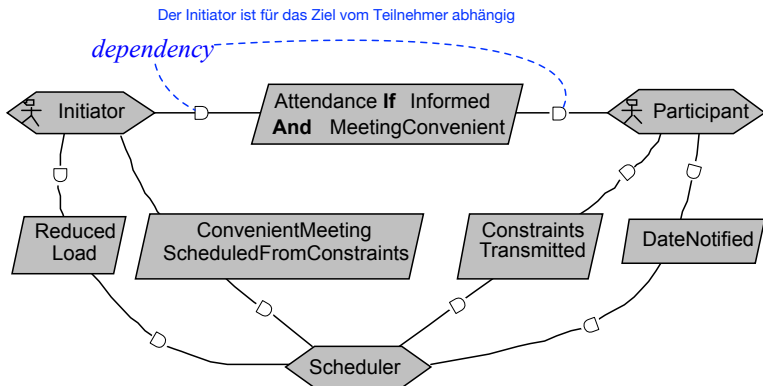 Der Initiator ist für das Ziel vom Teilnehmer abhängig
dependency
Initiator
Attendance If Informed
And MeetingConvenient
Participant
Reduced
Load
ConvenientMeeting
ScheduledFromConstraints
Constraints
Transmitted
DateNotified
Scheduler